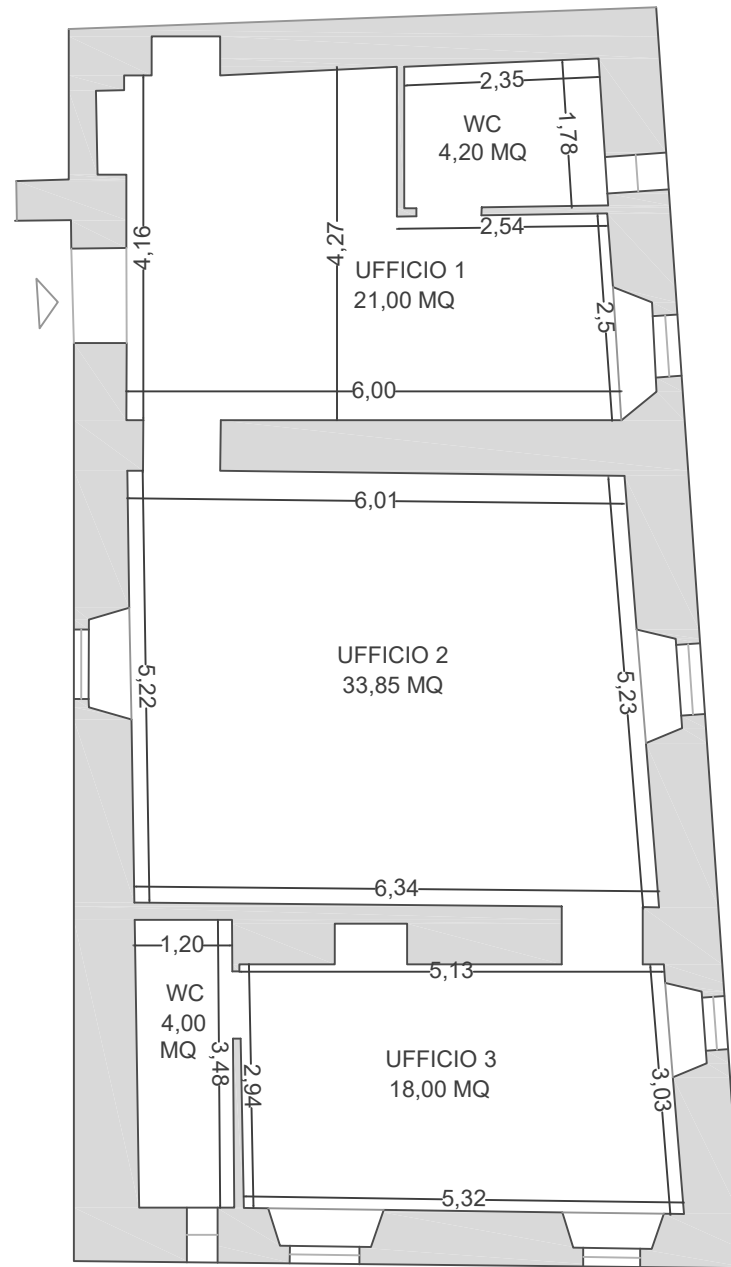 2,35
WC
4,20 MQ
1,78
4,16
4,27
2,54
UFFICIO 1
21,00 MQ
2,5
6,00
6,01
UFFICIO 2
33,85 MQ
5,22
5,23
6,34
1,20
5,13
WC
4,00
MQ
3,48
2,94
UFFICIO 3
18,00 MQ
3,03
5,32